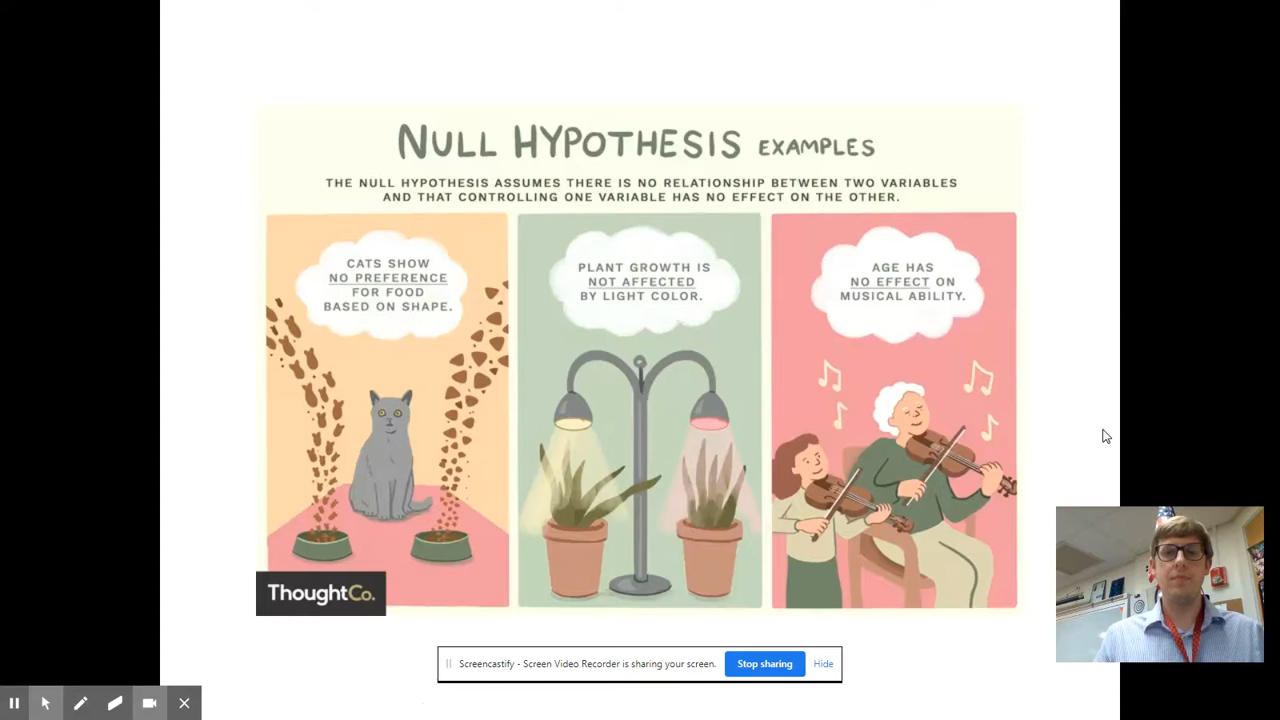 NULL HYPOTHESIS EXAMPLES
THE NULL HYPOTHESIS ASSUMES THERE IS NO RELATIONSHIP BETWEEN TWO VARIABLES
AND THAT CONTROLLING ONE VARIABLE HAS NO EFFECT ON THE OTHER.
CATS SHOW
NO PREFERENCE
FOR FOOD
BASED ON SHAPE.
PLANT GROWTH IS
NOT AFFECTED
BY LIGHT COLOR.
AGE HAS
NO EFFECT ON
MUSICAL ABILITY.
ThoughtCo.
Screencastify - Screen Video Recorder is sharing your screen.
Stop sharing
Hide